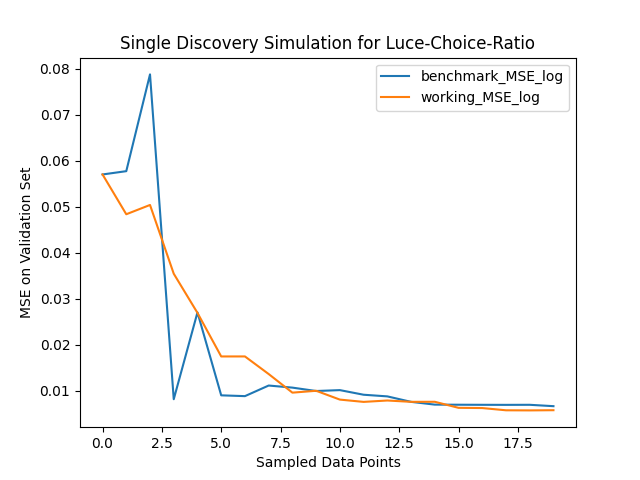 Single Discovery Simulation for Luce-Choice-Ratio
benchmark_MSE_log
working_MSE_log
MSE on Validation Set
0.08
0.07
0.06
0.05
0.04
0.03
0.02
0.01
0.0 2.5 5.0 7.5 10.0 12.5 15.0 17.5
Sampled Data Points